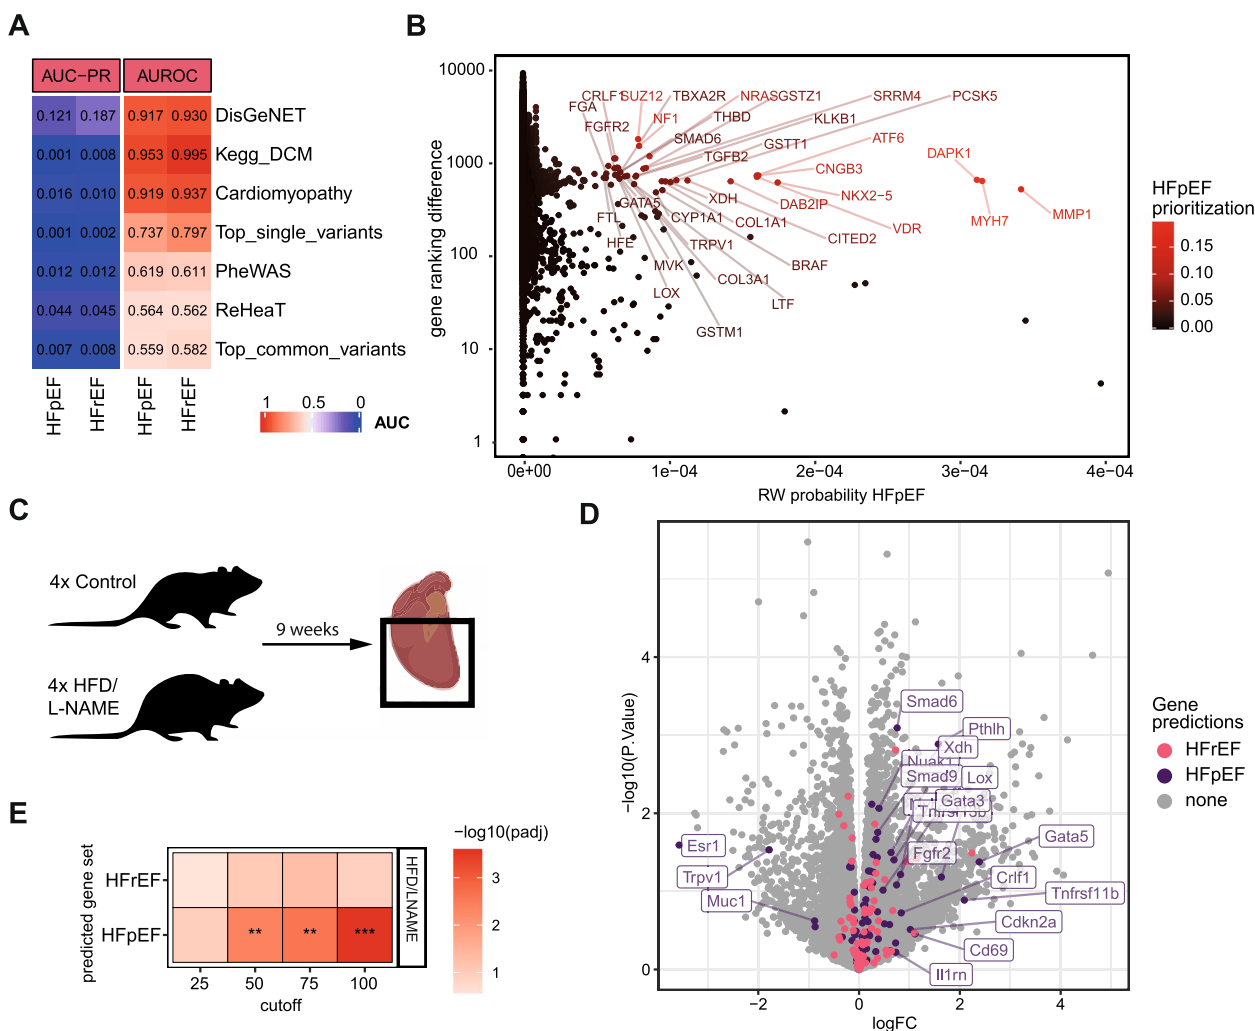 A
AUC−PR AUROC
0.121 0.187 0.917 0.930 DisGeNET
0.001 0.008 0.953 0.995 Kegg_DCM
0.016 0.010 0.919 0.937 Cardiomyopathy
0.001 0.002 0.737 0.797 Top_single_variants
0.012 0.012 0.619 0.611 PheWAS
0.044 0.045 0.564 0.562 ReHeaT
0.007 0.008 0.559 0.582 Top_common_variants
HFpEF HFrEF HFpEF HFrEF
1 0.5 0
AUC
B
gene ranking difference
10000
1000
100
10
1
CRLF1 SUZ12 TBXA2R NRAS GSTZ1 SRRM4 PCSK5
FGA
NF1 THBD KLKB1
FGFR2
SMAD6 GSTT1 ATF6
TGFB2 DAPK1
CNGB3
GATA5 XDH DAB2IP NKX2−5
FTL CYP1A1 COL1A1 VDR MYH7 MMP1
HFE TRPV1 CITED2
MVK COL3A1 BRAF
LOX LTF
GSTM1
0e+00 1e−04 2e−04 3e−04 4e−04
RW probability HFpEF
HFpEF
prioritization
0.15
0.10
0.05
0.00
C
4x Control
9 weeks
4x HFD/
L-NAME
D
−log10(P.Value)
4
2
0
Smad6
Pthlh
Xdh
Nuak1
Smad9 Lox
Gata3
Tnfrsf13b
Fgfr2 Gata5
Esr1
Trpv1 Crlf1
Muc1 Tnfrsf11b
Cdkn2a
Cd69
Il1rn
−2 0 2 4
logFC
Gene
predictions
HFrEF
HFpEF
none
E
predicted gene set
HFrEF
HFpEF ** ** ***
25 50 75 100
cutoff
HFD/LNAME
−log10(padj)
3
2
1